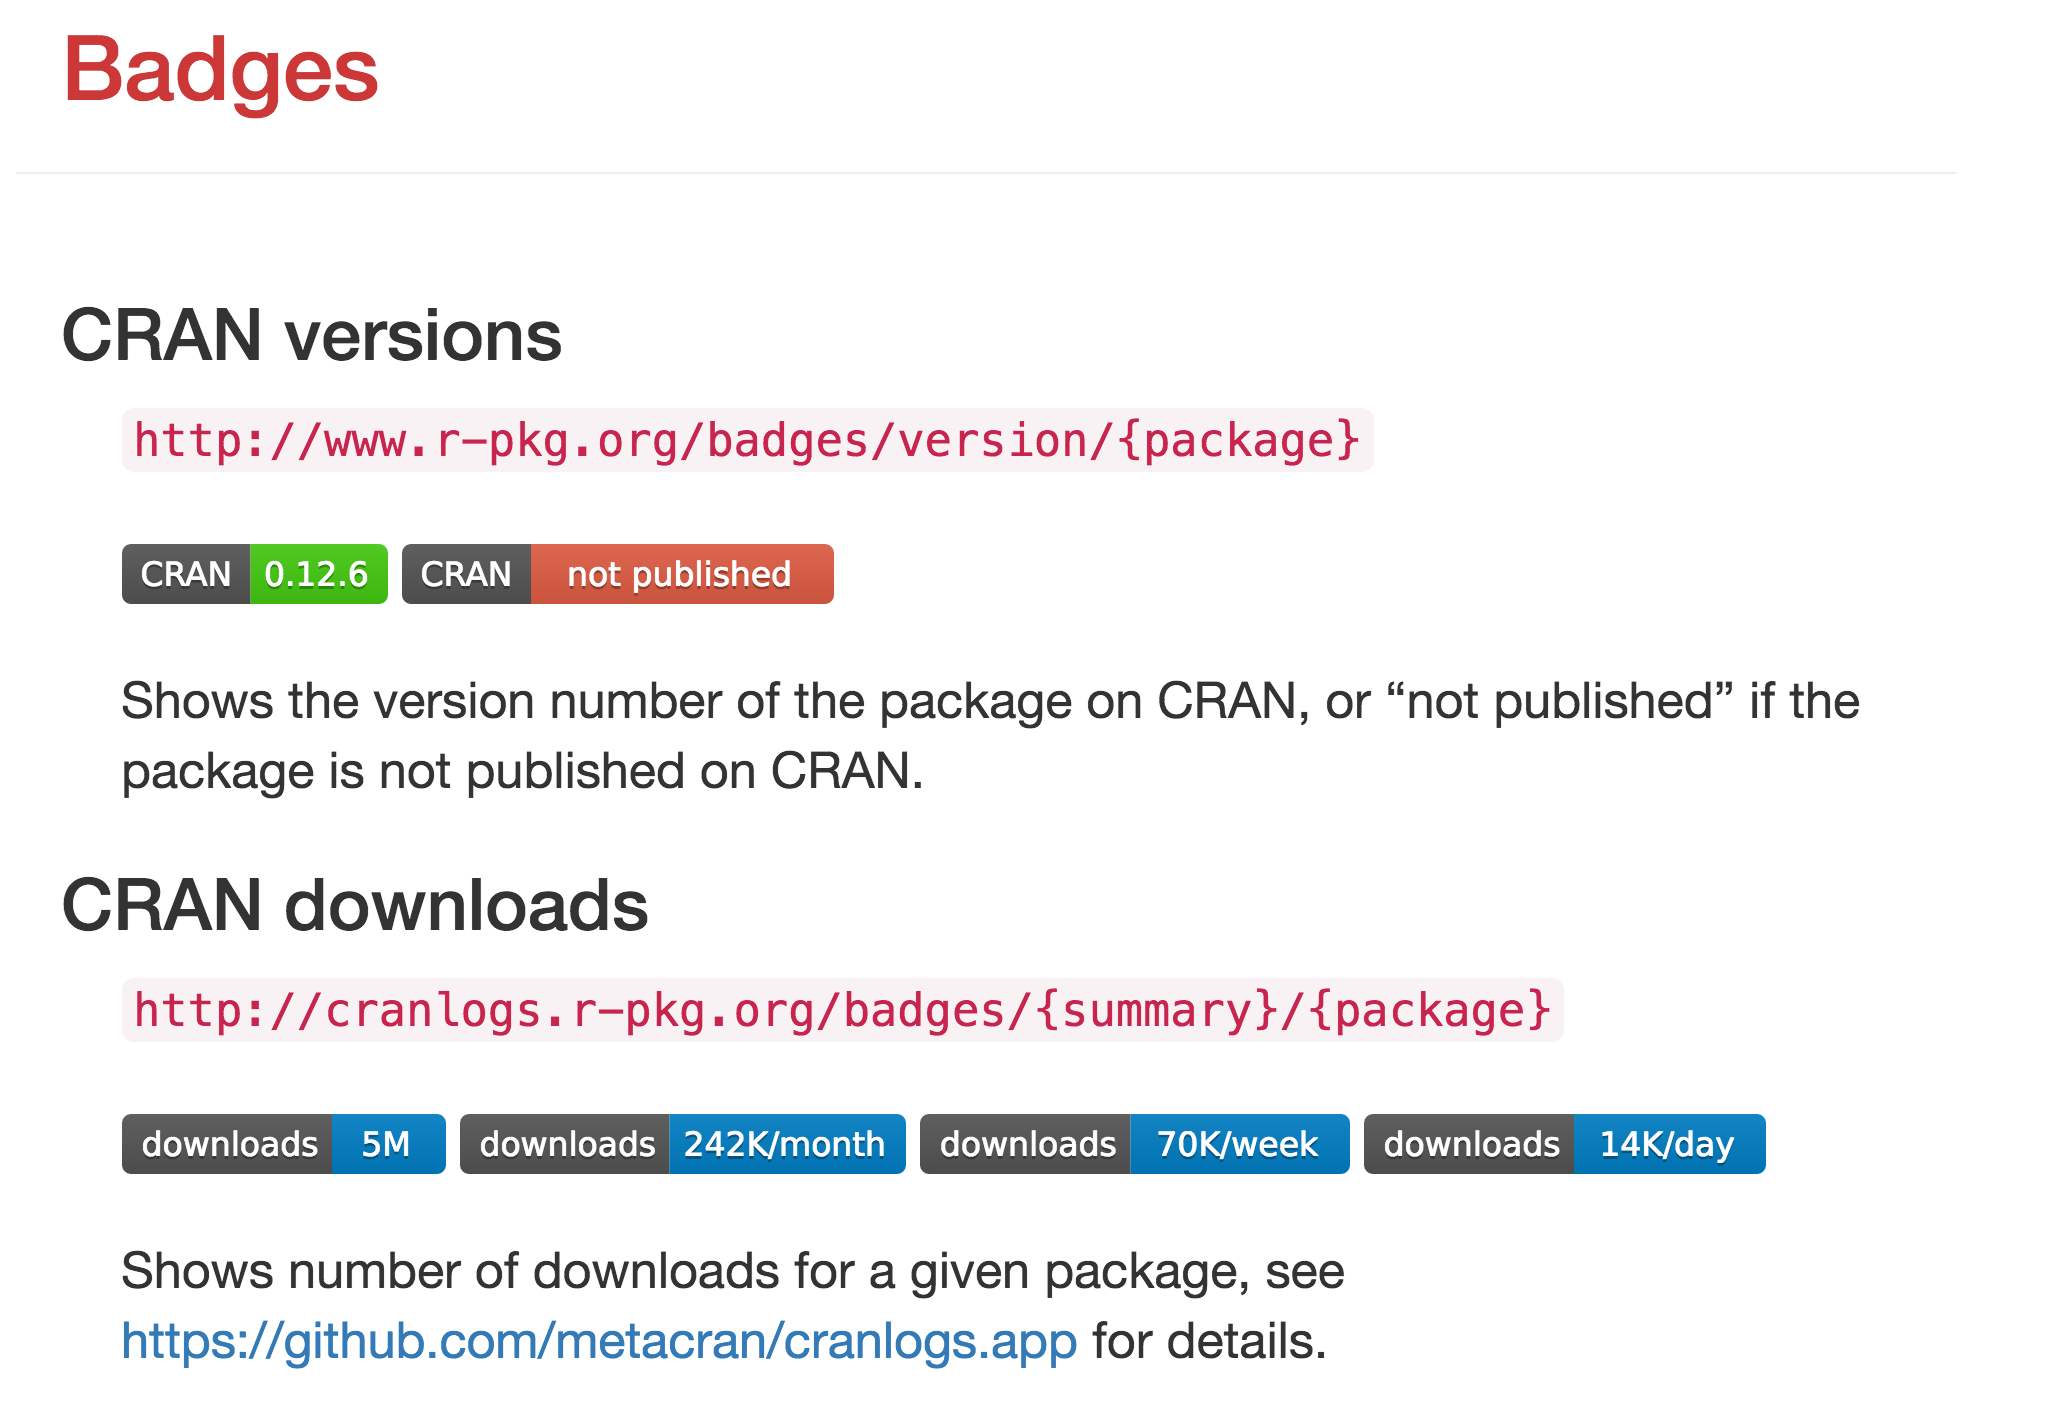 Badges
CRAN versions
http://www.r-pkg.org/badges/version/{package}
CRAN 0.12.6 CRAN not published
Shows the version number of the package on CRAN, or “not published” if the
package is not published on CRAN.
CRAN downloads
http://cranlogs.r-pkg.org/badges/{summary}/{package}
downloads 5M downloads 242K/month downloads 70K/week downloads 14K/day
Shows number of downloads for a given package, see
https://github.com/metacran/cranlogs.app for details.